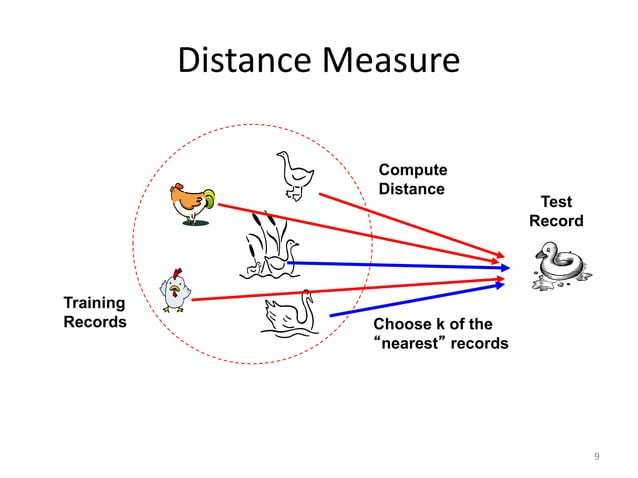 Distance Measure
Compute
Distance
Test
Record
Training
Records
Choose k of the
“nearest” records
9